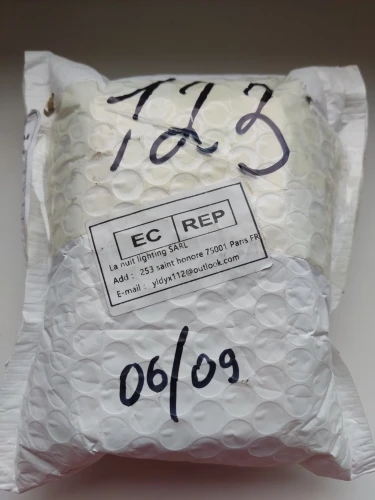 123
EC REP
La nuit lighting SARL
Add : 253 saint honore 75001 Paris FR
E-mail : yldyx112@outlook.com
06/09